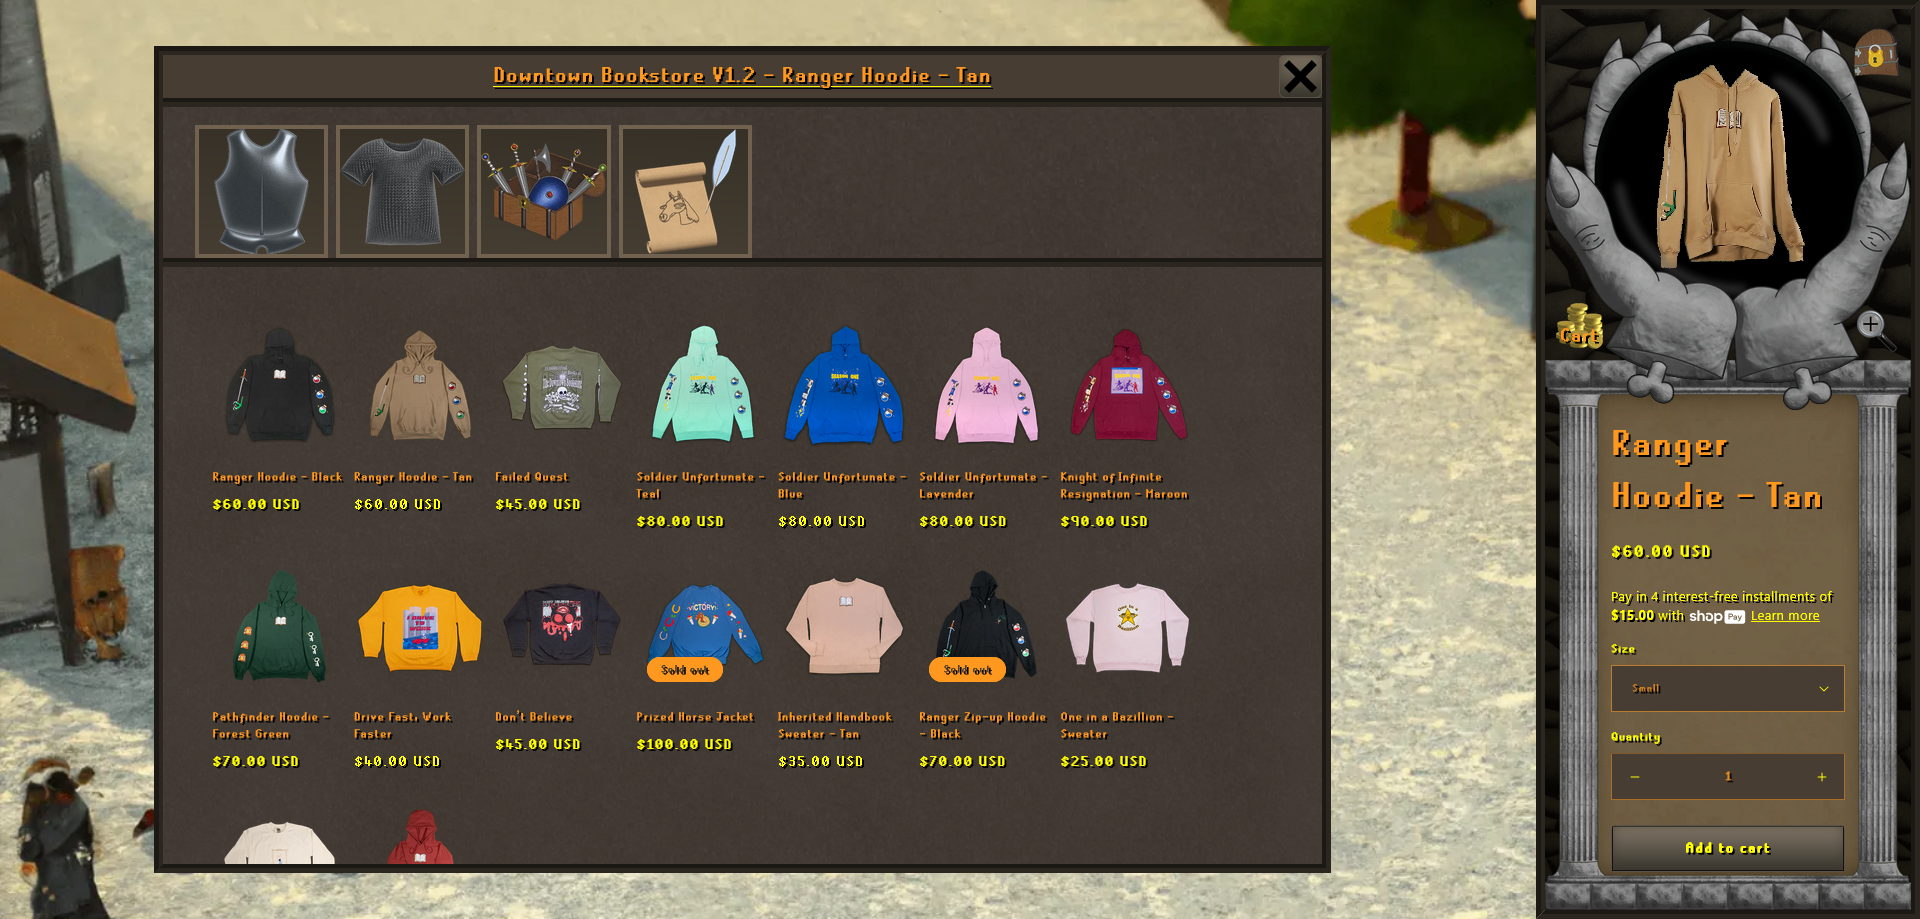 Downtown Bookstore V1.2 - Ranger Hoodie - Tan
Ranger Hoodie - Black
$60.00 USD
Ranger Hoodie - Tan
$60.00 USD
Failed Quest
$45.00 USD
Soldier Unfortunate -
Teal
$80.00 USD
Soldier Unfortunate -
Blue
$80.00 USD
Soldier Unfortunate -
Lavender
$80.00 USD
Knight of Infinite
Resignation - Maroon
$90.00 USD
VICTORY!
Sold out
Sold out
Pathfinder Hoodie -
Forest Green
$70.00 USD
Drive Fast, Work
Faster
$40.00 USD
Don't Believe
$45.00 USD
Prized Horse Jacket
$100.00 USD
Inherited Handbook
Sweater - Tan
$35.00 USD
Ranger Zip-up Hoodie
- Black
$70.00 USD
One in a Bazillion -
Sweater
$25.00 USD
Cart
Ranger
Hoodie - Tan
$60.00 USD
Pay in 4 interest-free installments of
$15.00 with shop Pay Learn more
Size
Small
Quantity
1
Add to cart